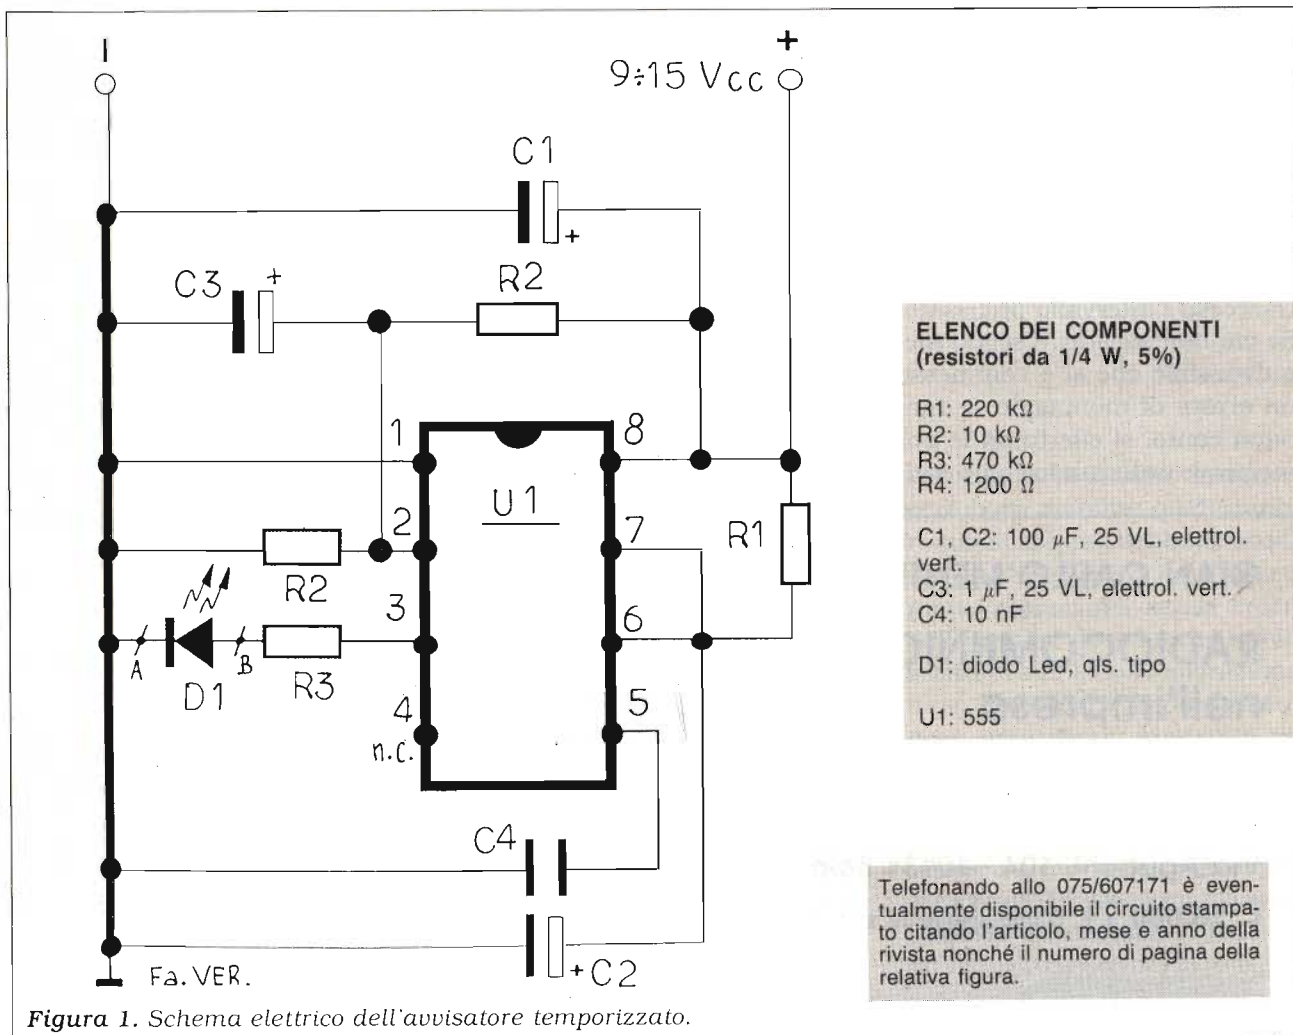 −
+
9÷15 Vcc
C1
+
C3
+
R2
1
8
U1
2
7
R1
R2
3
6
A
B
D1
R3
4
5
n.c.
C4
+
C2
Fa.VER.
Figura 1. Schema elettrico dell'avvisatore temporizzato.
ELENCO DEI COMPONENTI
(resistori da 1/4 W, 5%)
R1: 220 kΩ
R2: 10 kΩ
R3: 470 kΩ
R4: 1200 Ω
C1, C2: 100 µF, 25 VL, elettrol.
vert.
C3: 1 µF, 25 VL, elettrol. vert.
C4: 10 nF
D1: diodo Led, qls. tipo
U1: 555
Telefonando allo 075/607171 è even-
tualmente disponibile il circuito stampa-
to citando l'articolo, mese e anno della
rivista nonché il numero di pagina della
relativa figura.